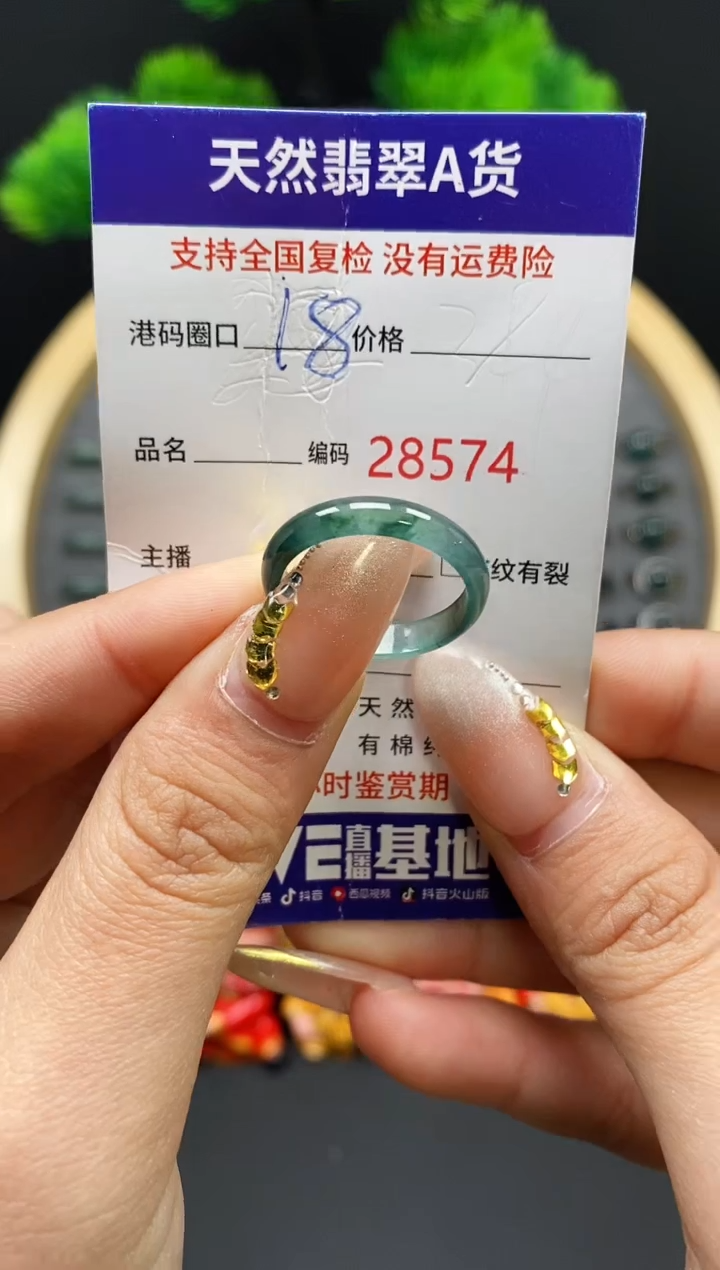 天然翡翠A货
支持全国复检 没有运费险
港码圈口 18 价格
品名 编码 28574
主播 纹有裂
天然
有棉
时鉴赏期
VE直播基地
抖音 西瓜视频 抖音火山版